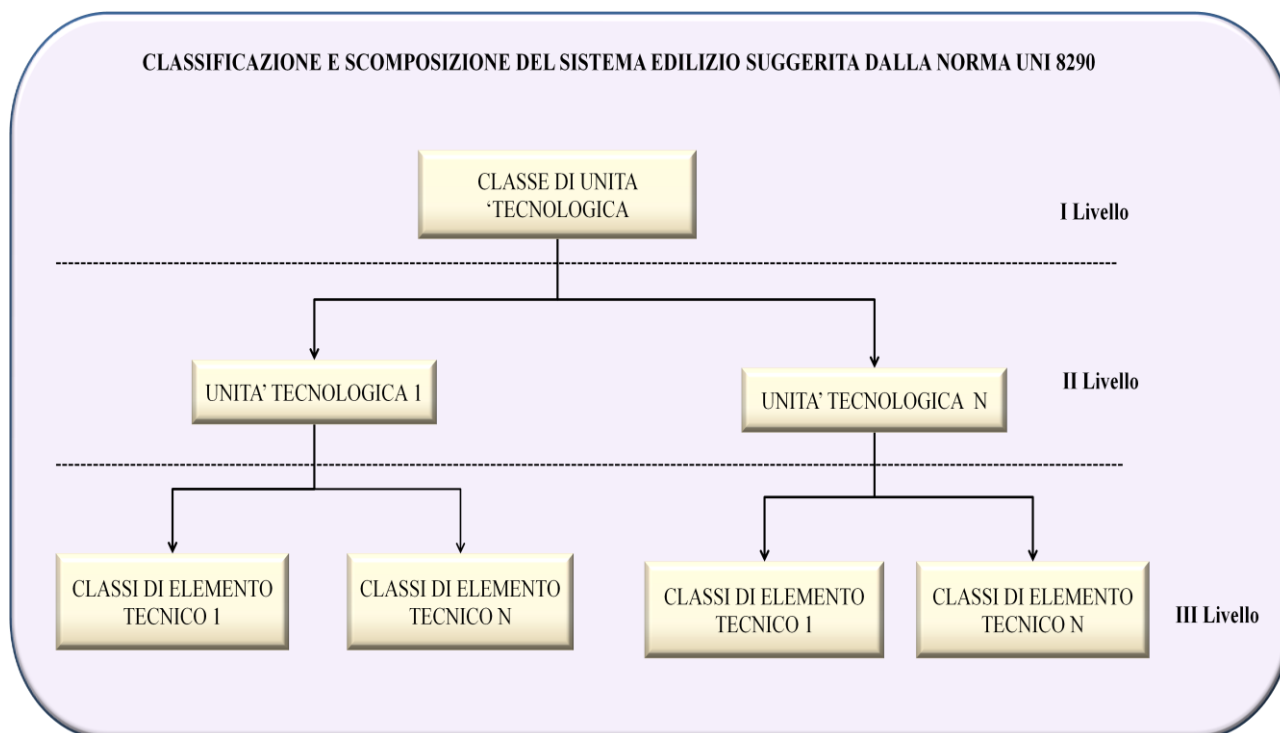 CLASSIFICAZIONE E SCOMPOSIZIONE DEL SISTEMA EDILIZIO SUGGERITA DALLA NORMA UNI 8290
CLASSE DI UNITA
‘TECNOLOGICA
I Livello
UNITA’ TECNOLOGICA 1
UNITA’ TECNOLOGICA N
II Livello
CLASSI DI ELEMENTO
TECNICO 1
CLASSI DI ELEMENTO
TECNICO N
CLASSI DI ELEMENTO
TECNICO 1
CLASSI DI ELEMENTO
TECNICO N
III Livello